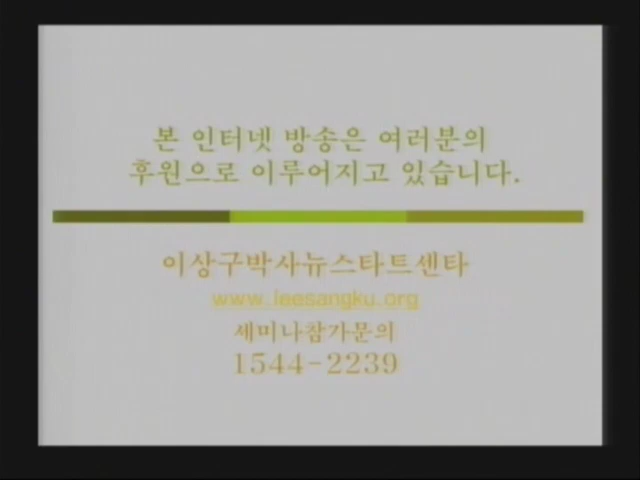 본 인터넷 방송은 여러분의
후원으로 이루어지고 있습니다.
이상구박사뉴스타트센타
www.leesangku.org
세미나참가문의
1544-2239